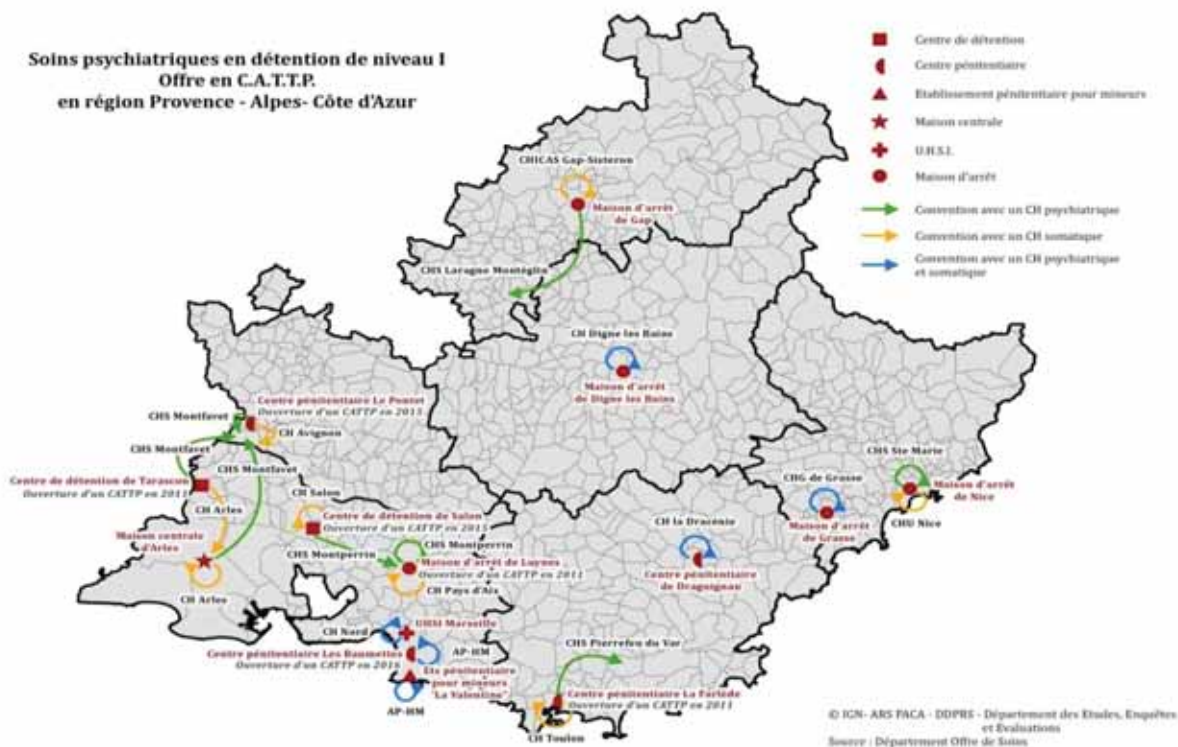 Soins psychiatriques en détention de niveau I
Offre en C.A.T.T.P.
en région Provence - Alpes- Côte d'Azur
Centre de détention
Centre pénitentiaire
Etablissement pénitentiaire pour mineurs
Maison centrale
U.H.S.I.
Maison d'arrêt
Convention avec un CH psychiatrique
Convention avec un CH somatique
Convention avec un CH psychiatrique
et somatique
CHICAS Gap-Sisteron
Maison d'arrêt
de Gap
CHS Laragne Montéglin
CH Digne les Bains
Maison d'arrêt
de Digne les Bains
Centre pénitentiaire Le Pontet
Ouverture d'un CATTP en 2013
CHS Montfavet
CH Avignon
CHS Montfavet
CHS Montfavet
Centre de détention de Tarascon
Ouverture d'un CATTP en 2011
CH Arles
Maison centrale
d'Arles
CH Arles
CH Salon
Centre de détention de Salon
Ouverture d'un CATTP en 2015
CHS Montperrin
CHS Montperrin
Maison d'arrêt de Luynes
Ouverture d'un CATTP en 2011
CH Pays d'Aix
CH Nord
UHSI Marseille
Centre pénitentiaire Les Baumettes
Ouverture d'un CATTP en 2016
AP-HM
Ets pénitentiaire
pour mineurs
"La Valentine"
AP-HM
CHS Ste Marie
Maison d'arrêt
de Nice
CHU Nice
CHG de Grasse
Maison d'arrêt
de Grasse
CH la Dracénie
Centre pénitentiaire
de Draguignan
CHS Pierrefeu du Var
Centre pénitentiaire La Farlède
Ouverture d'un CATTP en 2011
CH Toulon
© IGN- ARS PACA - DDPRS - Département des Etudes, Enquêtes
et Evaluations
Source : Département Offre de Soins